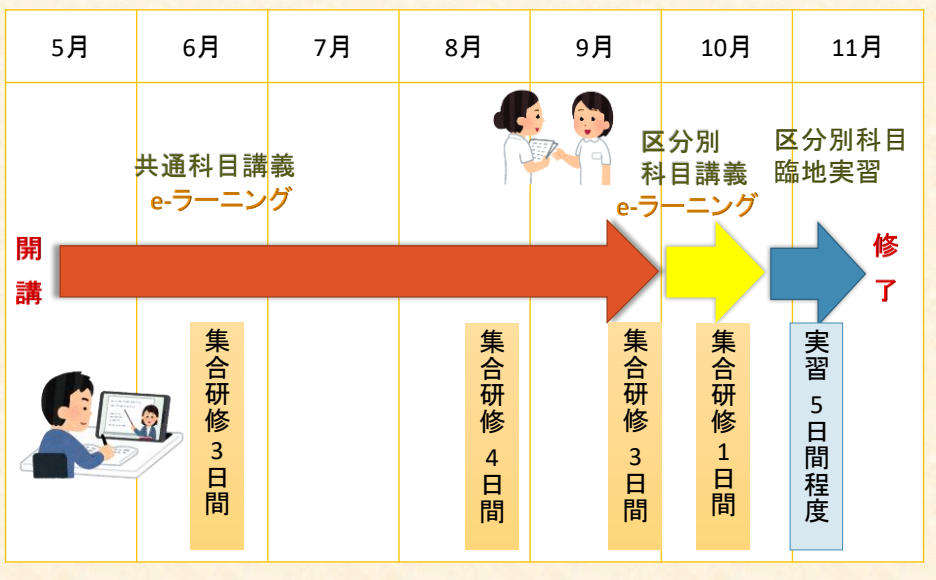 5月
6月
7月
8月
9月
10月
11月
共通科目講義
e-ラーニング
区分別
科目講義
e-ラーニング
区分別科目
臨地実習
開講
修了
集合研修 3日間
集合研修 4日間
集合研修 3日間
集合研修 1日間
実習 5日間程度